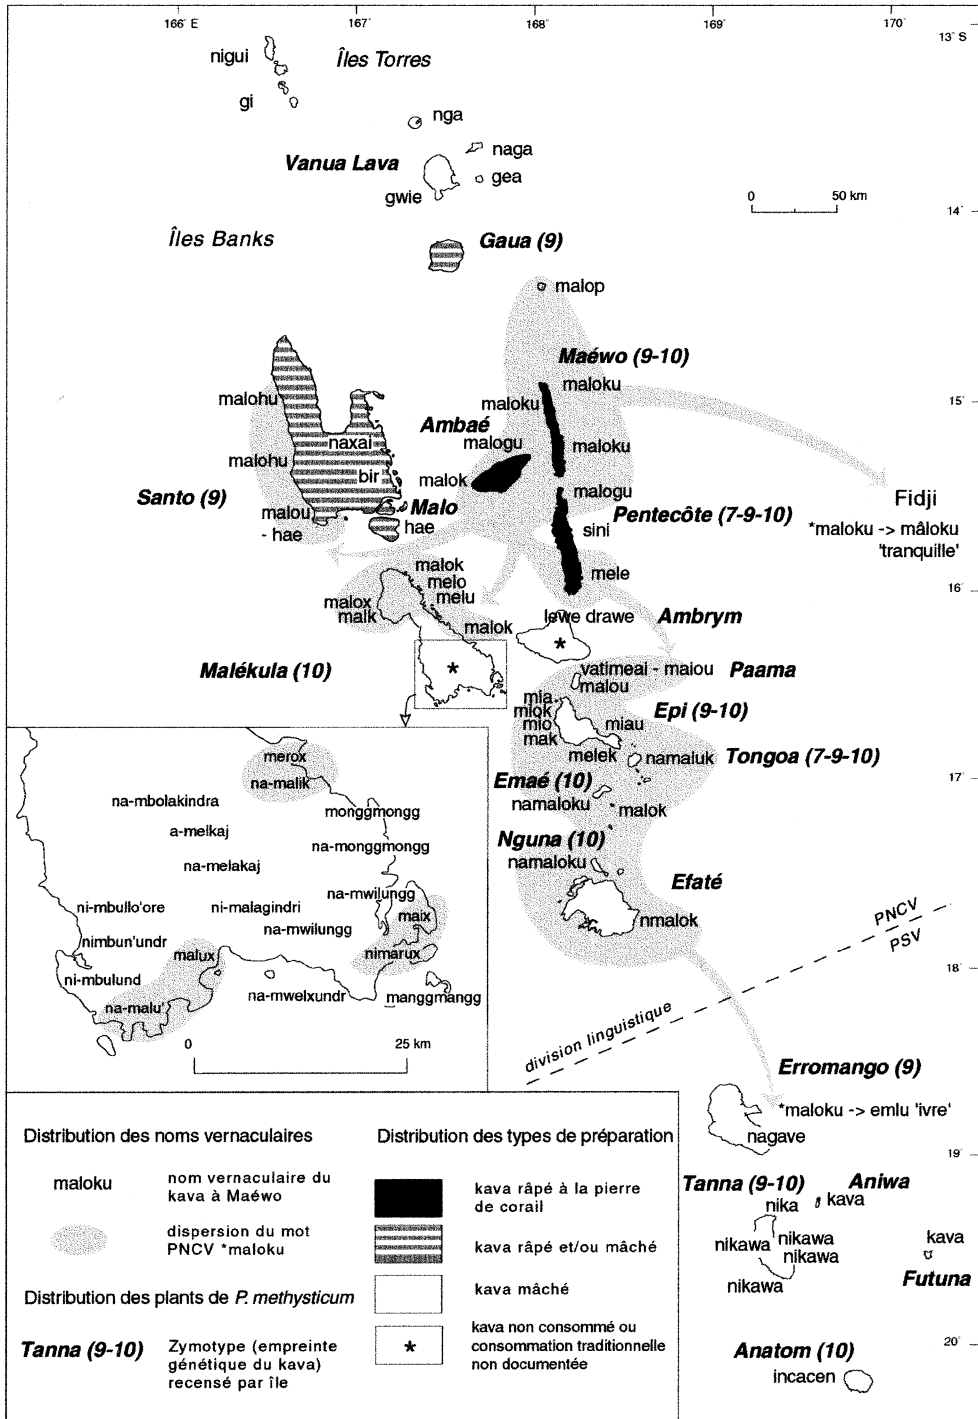 166° E
167°
168°
169°
170°
13° S
nigui
Îles Torres
gi
nga
naga
Vanua Lava
gea
gwie
0 50 km
14°
Îles Banks
Gaua (9)
malop
Maéwo (9-10)
maloku
malohu
maloku
15°
Ambaé
naxai
malogu
maloku
malohu
bir
malok
malogu
Santo (9)
Malo
Pentecôte (7-9-10)
Fidji
malou
- hae
hae
sini
*maloku -> mâloku
'tranquille'
malok
melo
melu
mele
16°
malox
malk
malok
lewe drawe
Ambrym
*
*
Malékula (10)
vatimeai - malou
malou
Paama
mia
miok
mio
mak
miau
Epi (9-10)
melek
namaluk
Tongoa (7-9-10)
17°
Emaé (10)
namaloku
malok
Nguna (10)
namaloku
Efaté
nmalok
PNCV
PSV
division linguistique
18°
merox
na-malik
na-mbolakindra
monggmongg
a-melkaj
na-monggmongg
na-melakaj
na-mwilungg
ni-mbullo'ore
ni-malagindri
maix
na-mwilungg
nimbun'undr
malux
nimarux
ni-mbulund
na-mwelxundr
manggmangg
na-malu'
0 25 km
Erromango (9)
*maloku -> emlu 'ivre'
nagave
19°
Tanna (9-10)
Aniwa
nika
kava
nikawa
nikawa
nikawa
nikawa
kava
Futuna
20°
Anatom (10)
incacen
Distribution des noms vernaculaires
maloku
nom vernaculaire du
kava à Maéwo
dispersion du mot
PNCV *maloku
Distribution des plants de P. methysticum
Tanna (9-10)
Zymotype (empreinte
génétique du kava)
recensé par île
Distribution des types de préparation
kava râpé à la pierre
de corail
kava râpé et/ou mâché
kava mâché
*
kava non consommé ou
consommation traditionnelle
non documentée